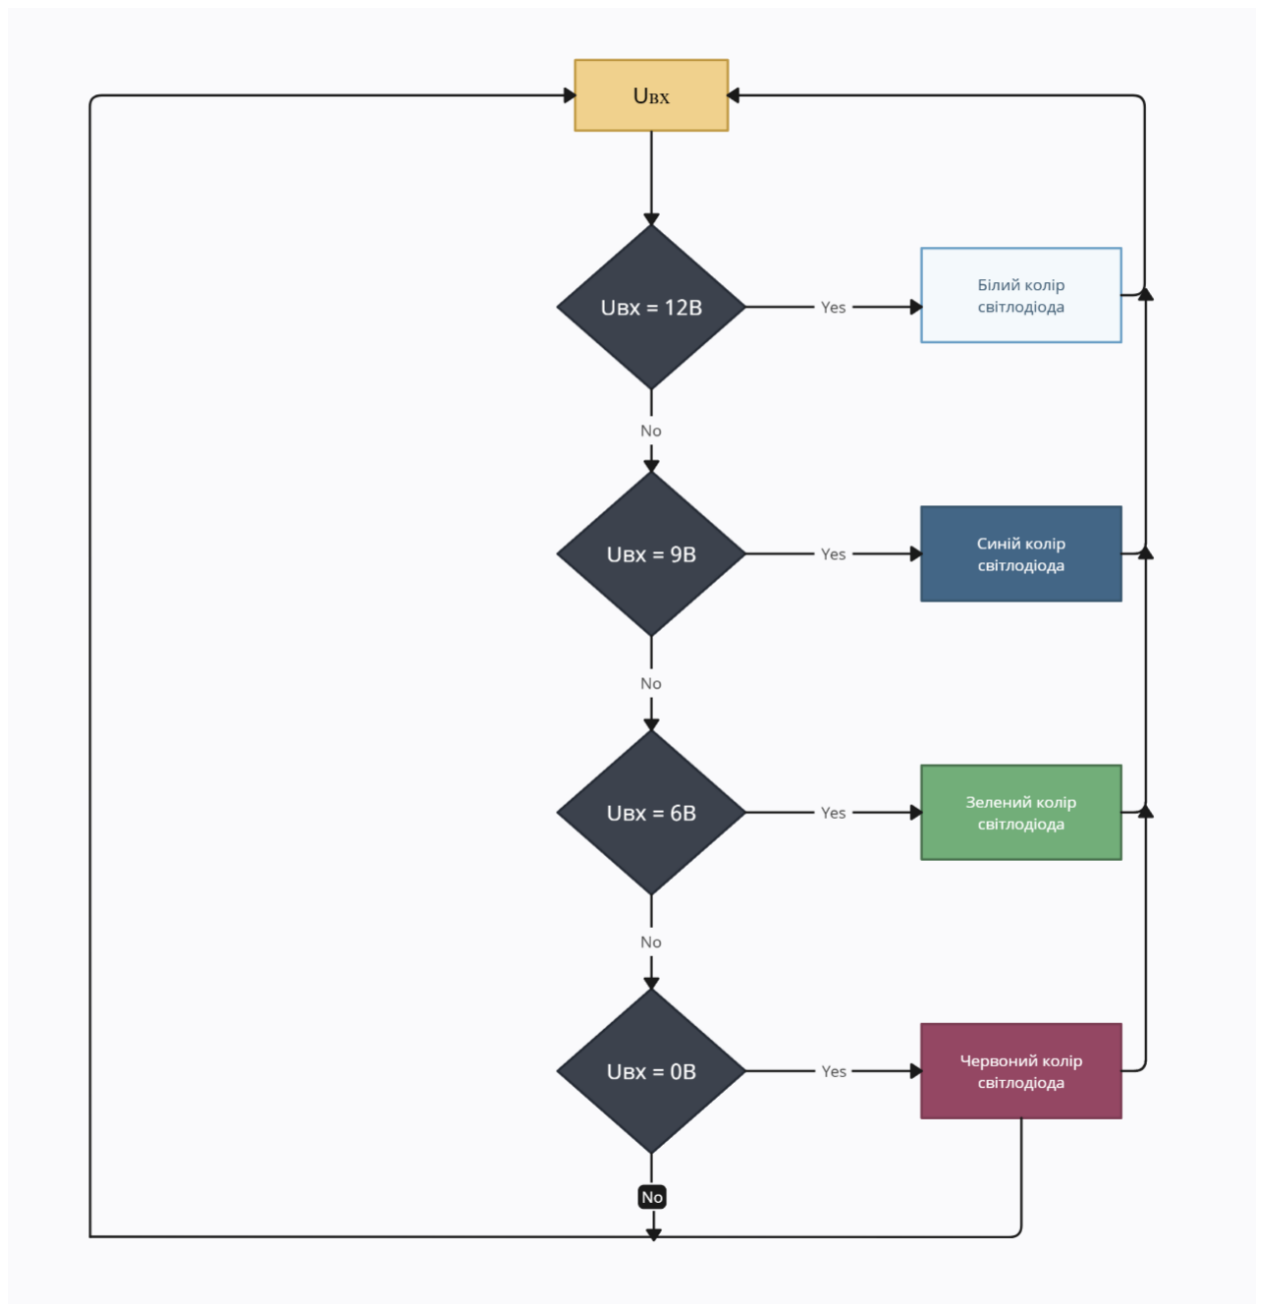 Uвх
Uвх = 12В
Yes
Білий колір
світлодіода
No
Uвх = 9В
Yes
Синій колір
світлодіода
No
Uвх = 6В
Yes
Зелений колір
світлодіода
No
Uвх = 0В
Yes
Червоний колір
світлодіода
No